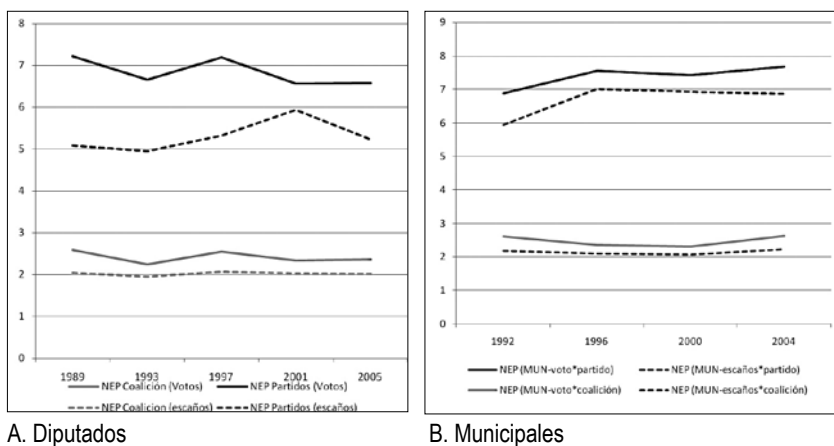 8
7
6
5
4
3
2
1
0
1989 1993 1997 2001 2005
NEP Coalición (Votos) NEP Partidos (Votos)
NEP Coalicion (escaños) NEP Partidos (escaños)
A. Diputados
9
8
7
6
5
4
3
2
1
0
1992 1996 2000 2004
NEP (MUN-voto*partido) NEP (MUN-escaños*partido)
NEP (MUN-voto*coalición) NEP (MUN-escaños*coalición)
B. Municipales